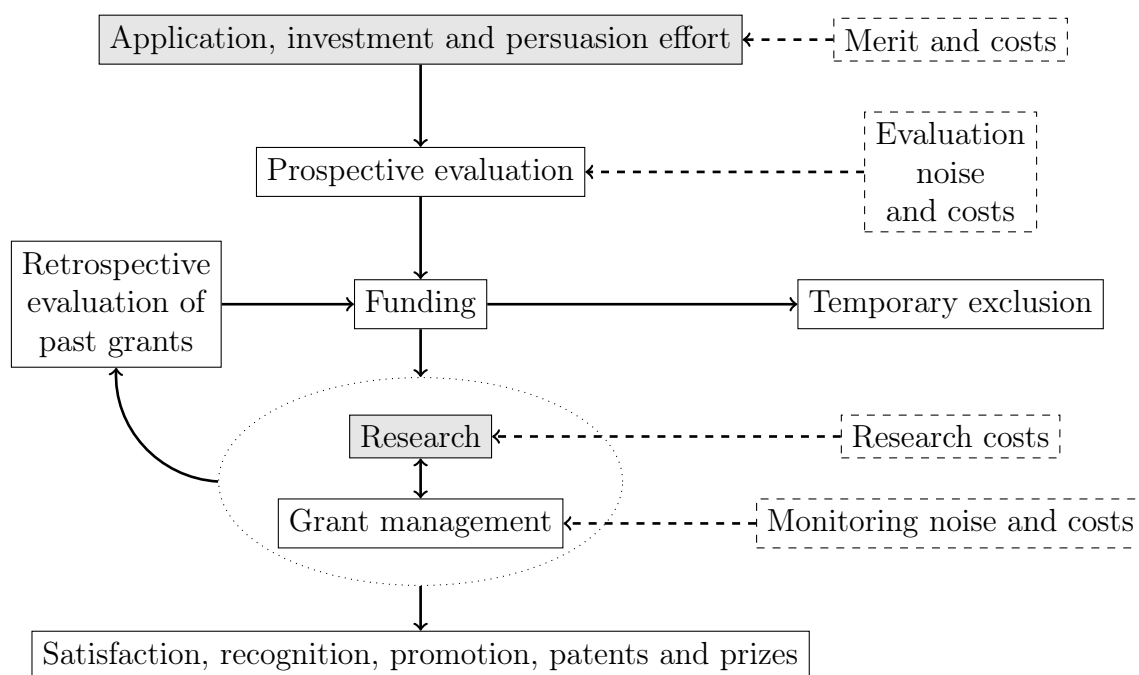 Application, investment and persuasion effort
Merit and costs
Evaluation
noise
and costs
Prospective evaluation
Retrospective
evaluation of
past grants
Funding
Temporary exclusion
Research
Research costs
Grant management
Monitoring noise and costs
Satisfaction, recognition, promotion, patents and prizes